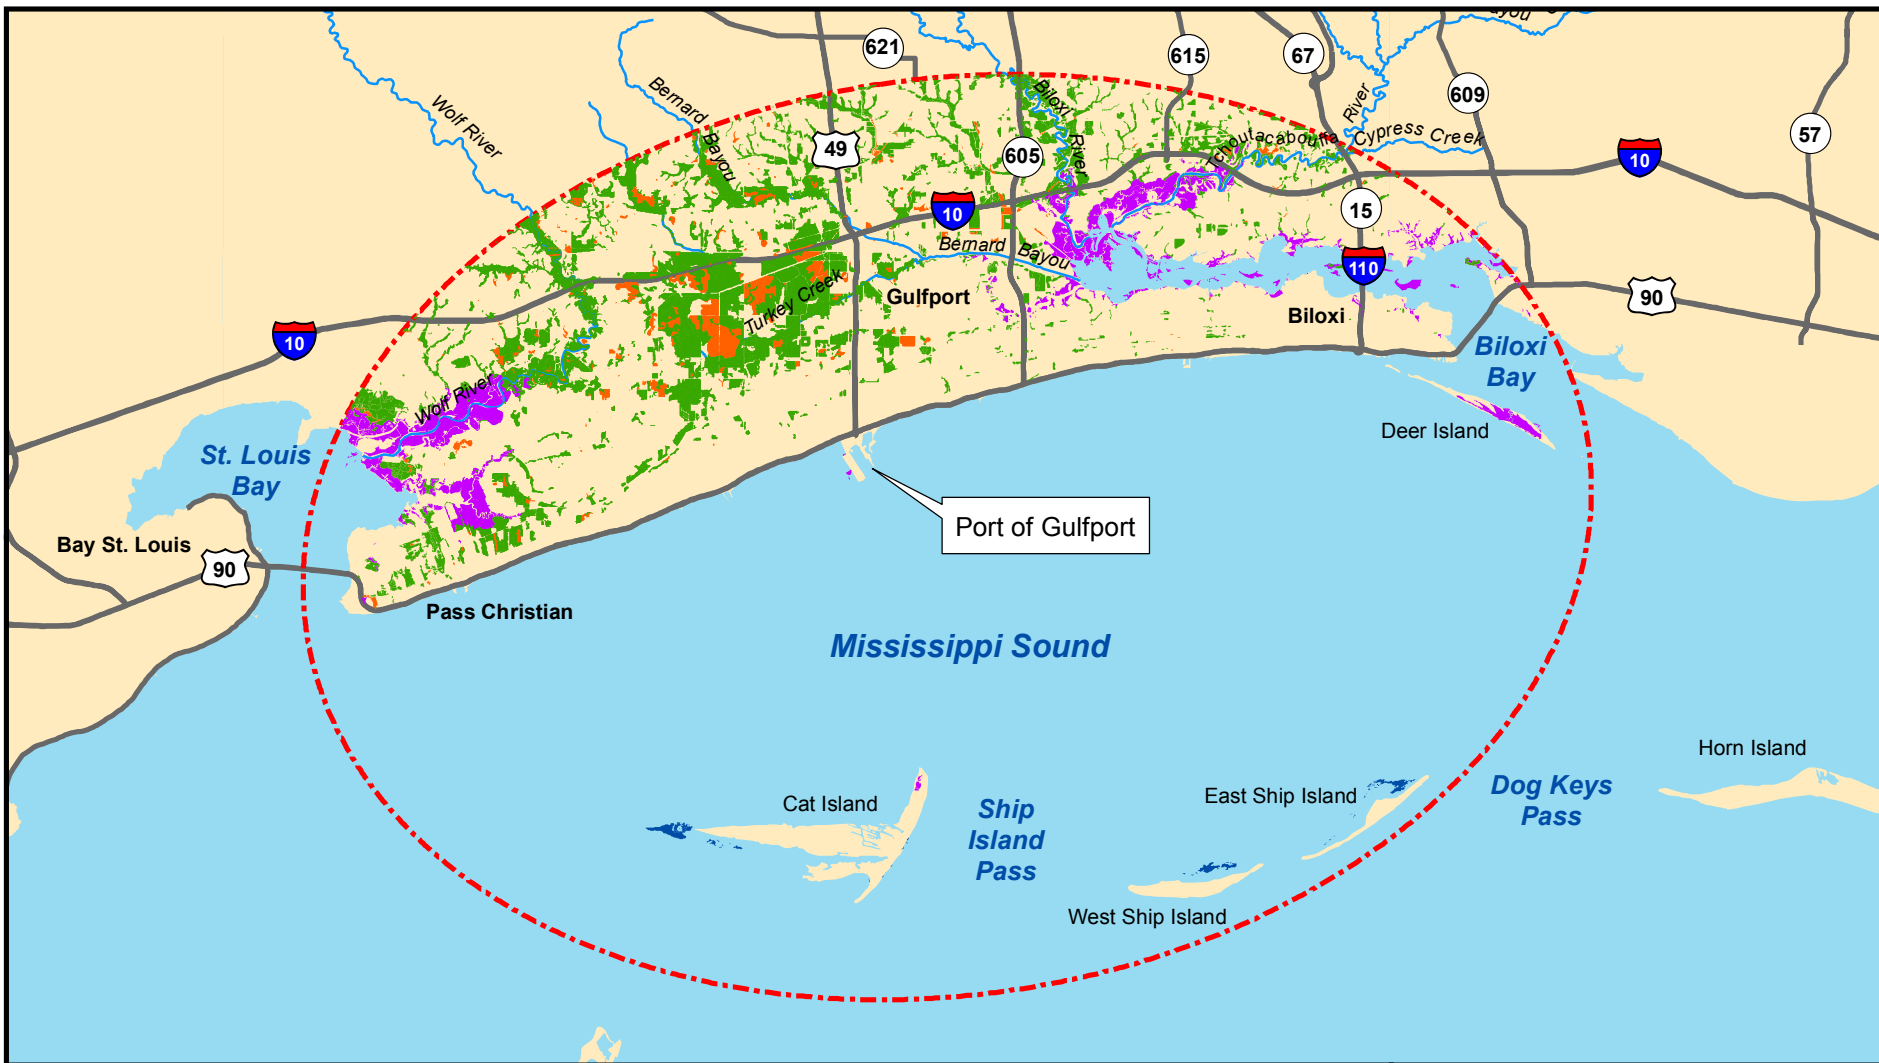 ayou
621
615
67
609
57
Wolf River
Bernard
Bayou
49
605
Biloxi
River
Tchoutacabouffa
River
Cypress Creek
10
10
15
110
Bernard
Bayou
Turkey Creek
Gulfport
Biloxi
90
10
Biloxi
Bay
Wolf River
Deer Island
St. Louis
Bay
Port of Gulfport
Bay St. Louis
90
Pass Christian
Mississippi Sound
Horn Island
Cat Island
Ship
Island
Pass
East Ship Island
Dog Keys
Pass
West Ship Island